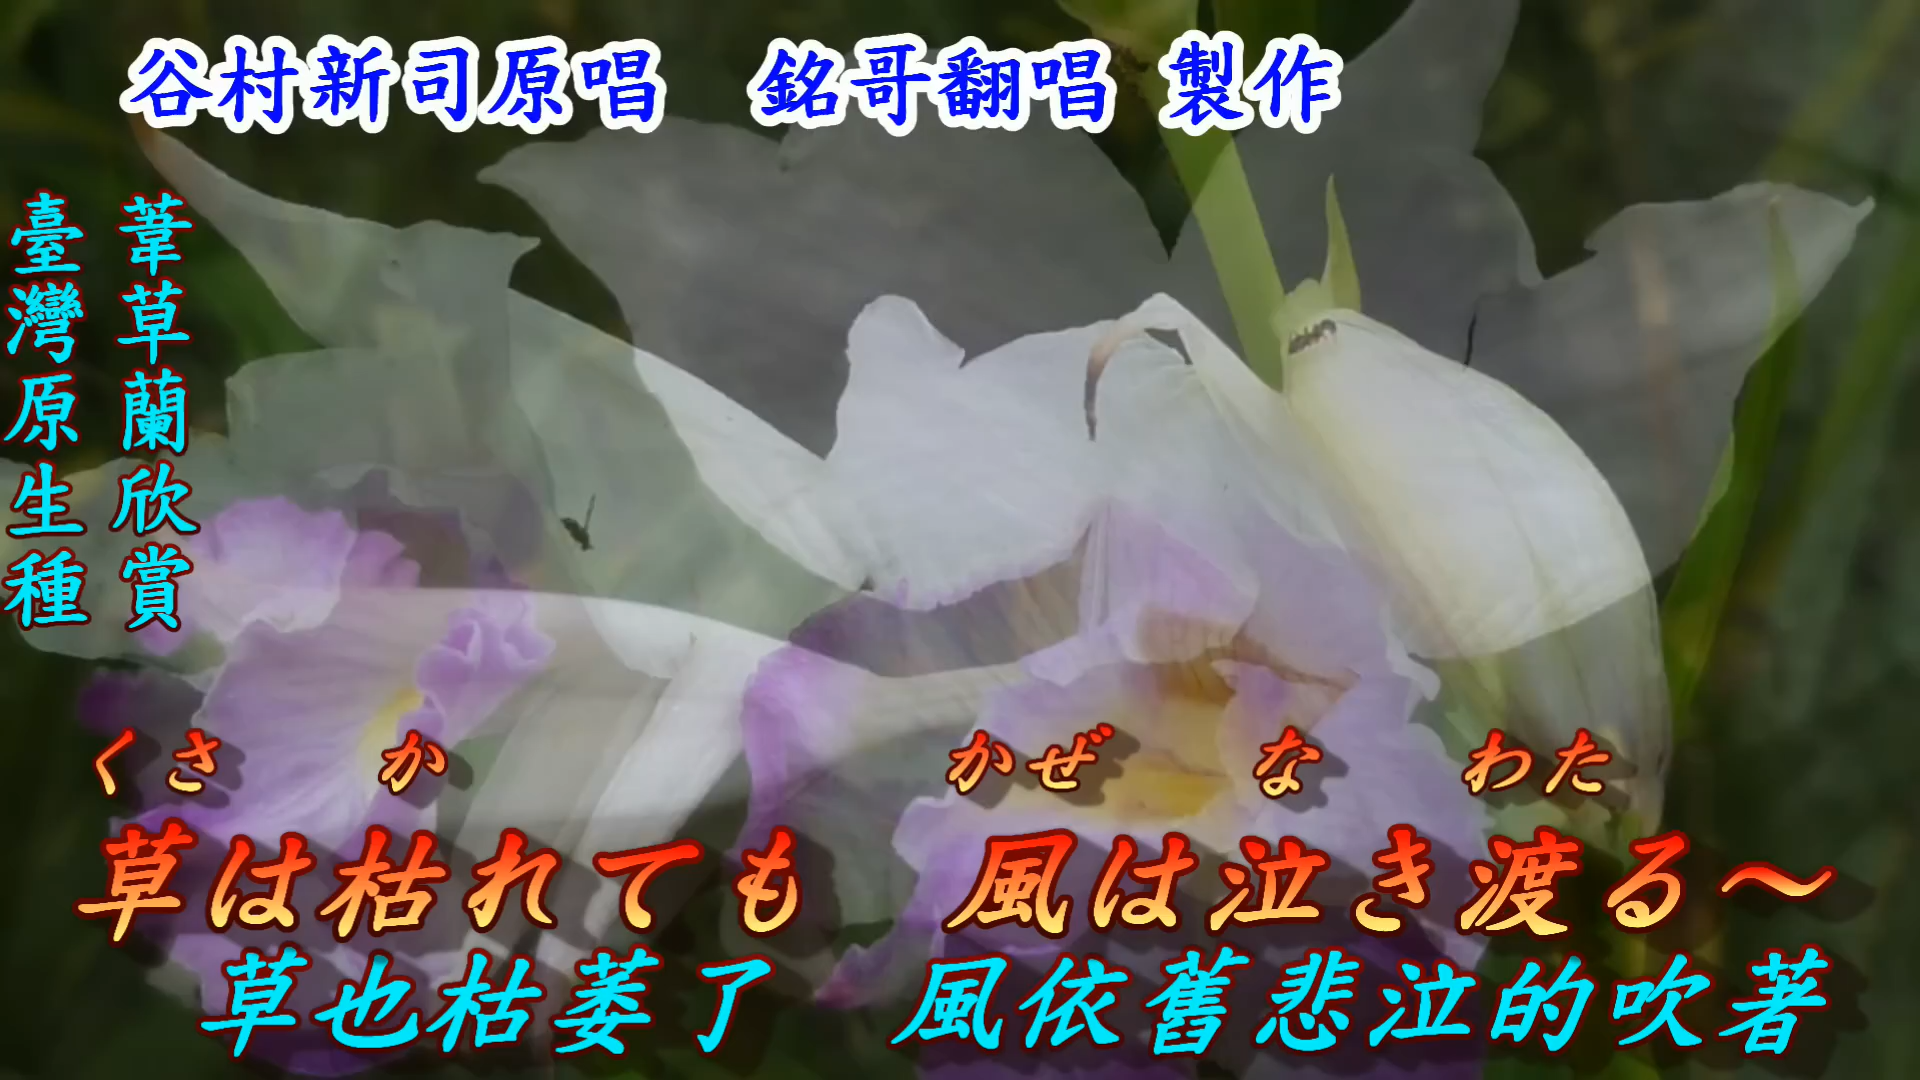 谷村新司原唱　銘哥翻唱 製作
葦草蘭欣賞
臺灣原生種
くさ　か　かぜ　な　わた
草は枯れても　風は泣き渡る～
草也枯萎了　風依舊悲泣的吹著